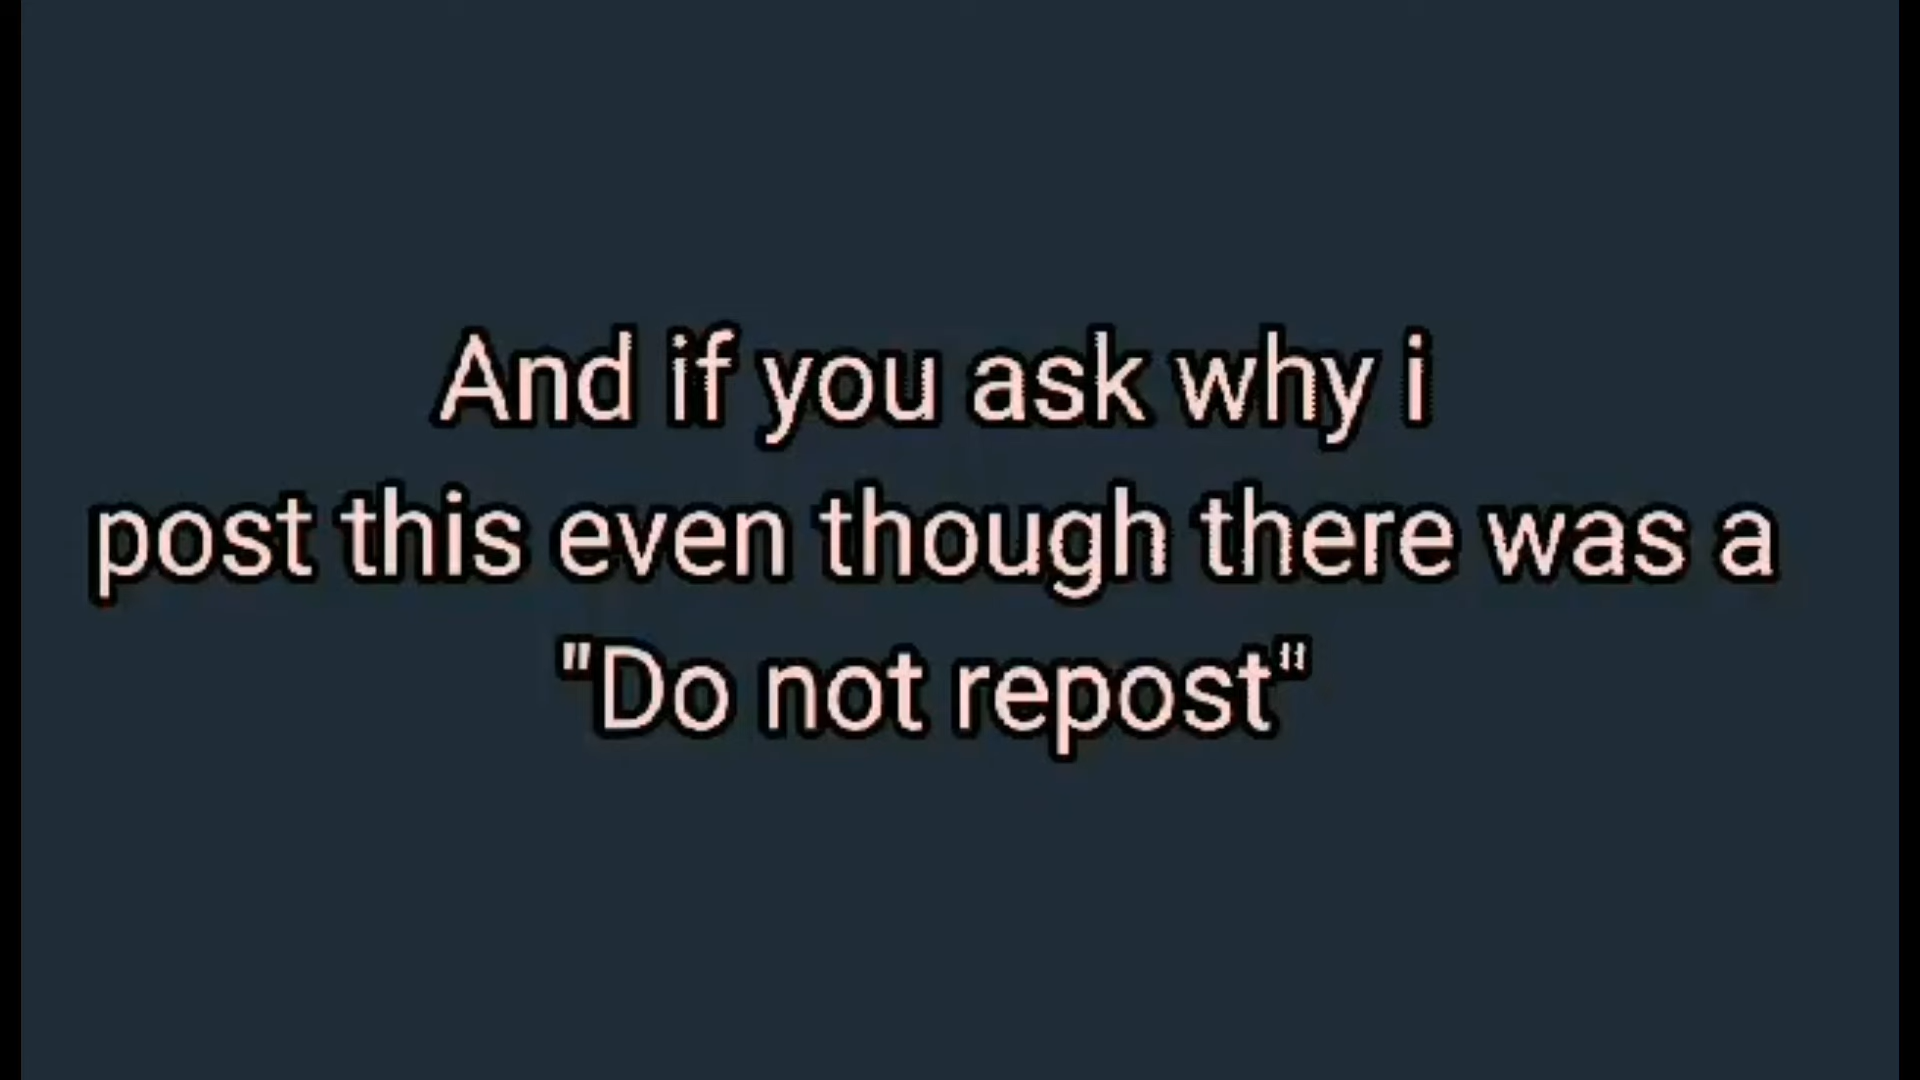 And if you ask why i
post this even though there was a
"Do not repost"